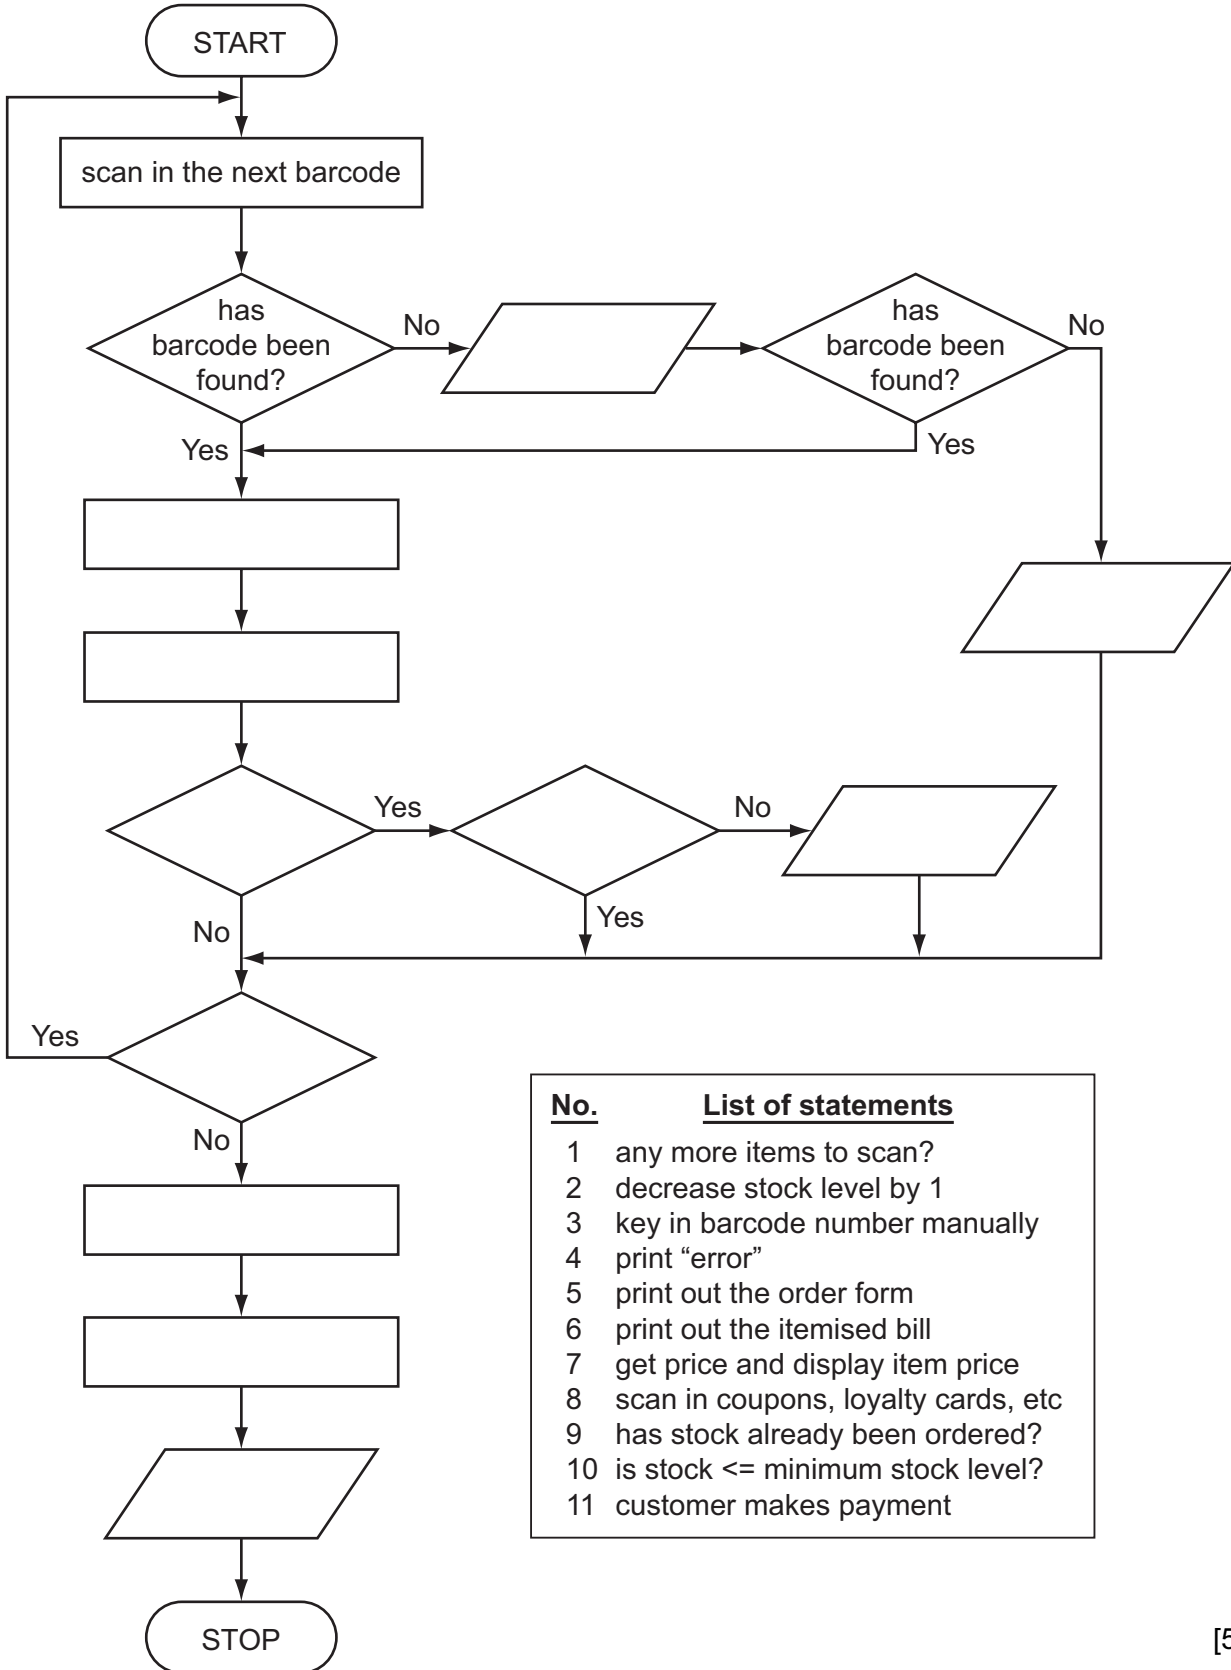 START
scan in the next barcode
has
barcode been
found?
No
has
barcode been
found?
No
Yes
Yes
Yes
No
No
Yes
Yes
No
No. List of statements
1 any more items to scan?
2 decrease stock level by 1
3 key in barcode number manually
4 print “error”
5 print out the order form
6 print out the itemised bill
7 get price and display item price
8 scan in coupons, loyalty cards, etc
9 has stock already been ordered?
10 is stock <= minimum stock level?
11 customer makes payment
STOP
[5